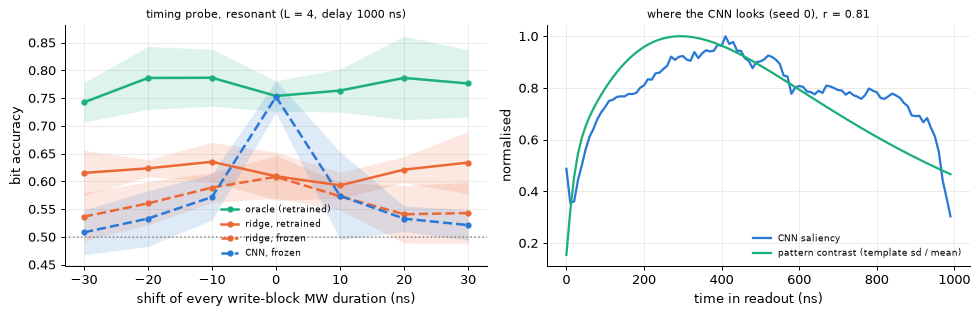 timing probe, resonant (L = 4, delay 1000 ns)
0.85
0.80
0.75
0.70
0.65
0.60
0.55
0.50
0.45
bit accuracy
oracle (retrained)
ridge, retrained
ridge, frozen
CNN, frozen
−30
−20
−10
0
10
20
30
shift of every write-block MW duration (ns)
where the CNN looks (seed 0), r = 0.81
1.0
0.8
0.6
0.4
0.2
normalised
CNN saliency
pattern contrast (template sd / mean)
0
200
400
600
800
1000
time in readout (ns)